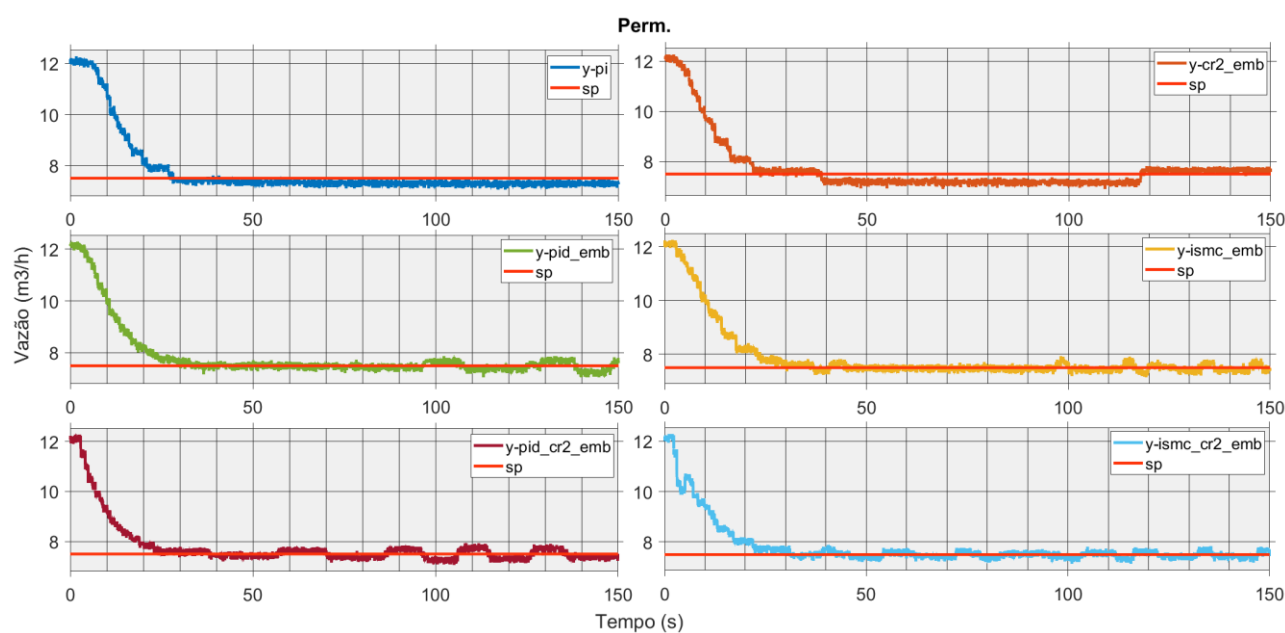 Perm.
12
10
8
0 50 100 150
y-pi
sp
12
10
8
0 50 100 150
y-cr2_emb
sp
Vazão (m3/h)
12
10
8
0 50 100 150
y-pid_emb
sp
12
10
8
0 50 100 150
y-ismc_emb
sp
12
10
8
0 50 100 150
y-pid_cr2_emb
sp
12
10
8
0 50 100 150
y-ismc_cr2_emb
sp
Tempo (s)